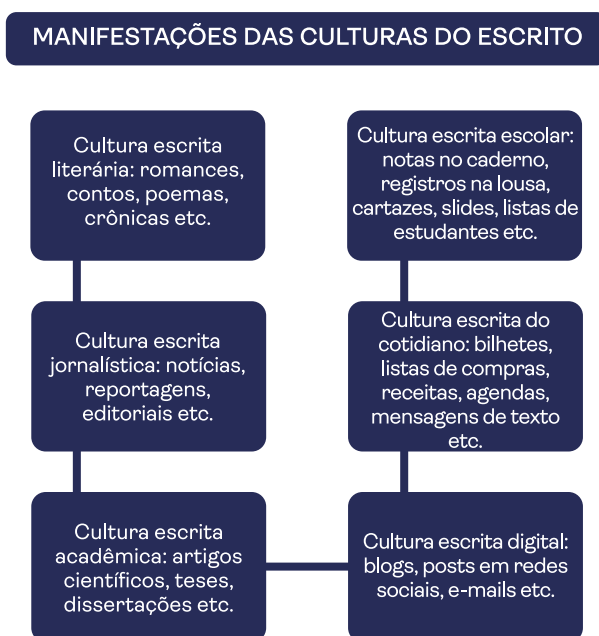 MANIFESTAÇÕES DAS CULTURAS DO ESCRITO
Cultura escrita
literária: romances,
contos, poemas,
crônicas etc.
Cultura escrita
jornalística: notícias,
reportagens,
editoriais etc.
Cultura escrita
acadêmica: artigos
científicos, teses,
dissertações etc.
Cultura escrita digital:
blogs, posts em redes
sociais, e-mails etc.
Cultura escrita do
cotidiano: bilhetes,
listas de compras,
receitas, agendas,
mensagens de texto
etc.
Cultura escrita escolar:
notas no caderno,
registros na lousa,
cartazes, slides, listas de
estudantes etc.